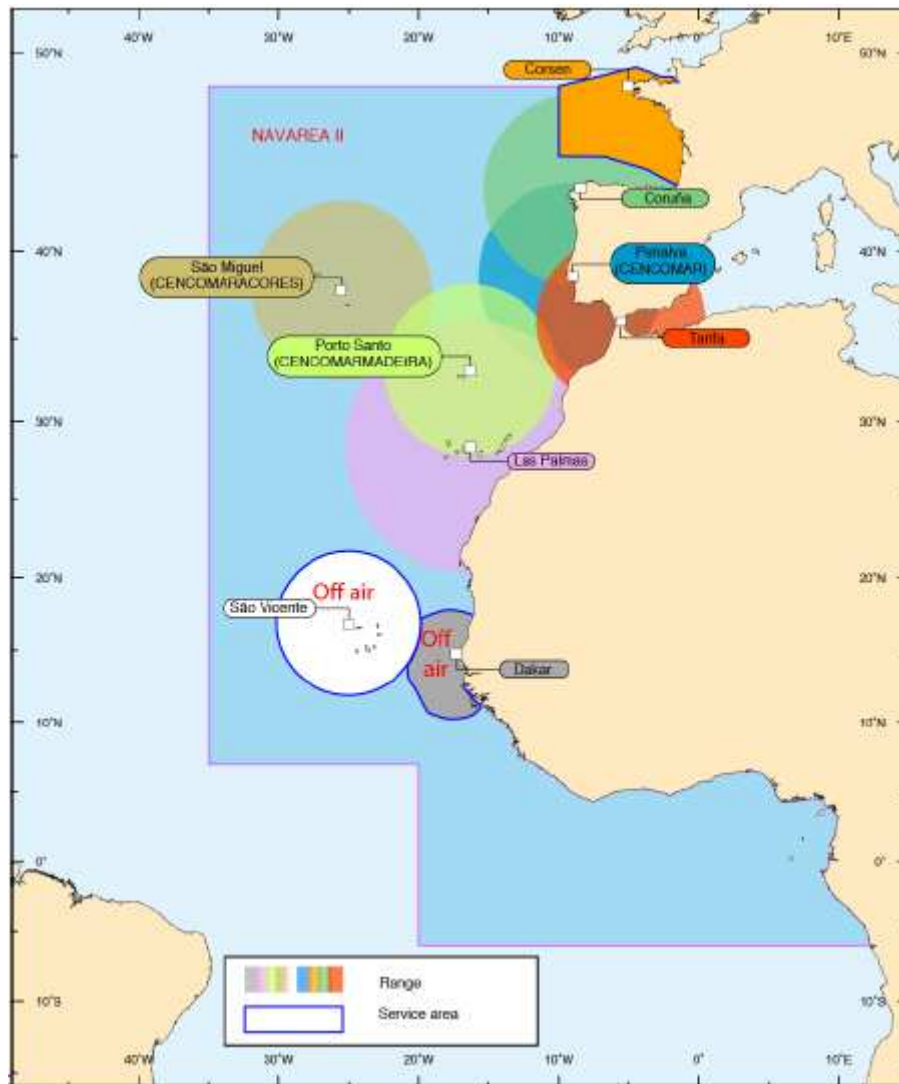 40°W 30°W 20°W 10°W 0° 10°E
50°N 50°N
Corsen
NAVAREA II
Coruña
40°N 40°N
São Miguel
(CENCOMARACORES)
Penalva
(CENCOMAR)
Porto Santo
(CENCOMARMADEIRA)
Tarifa
30°N 30°N
Las Palmas
20°N 20°N
Off air
São Vicente
Off
air
Dakar
10°N 10°N
0° 0°
Range
Service area
10°S 10°S
40°W 30°W 20°W 10°W 0° 10°E